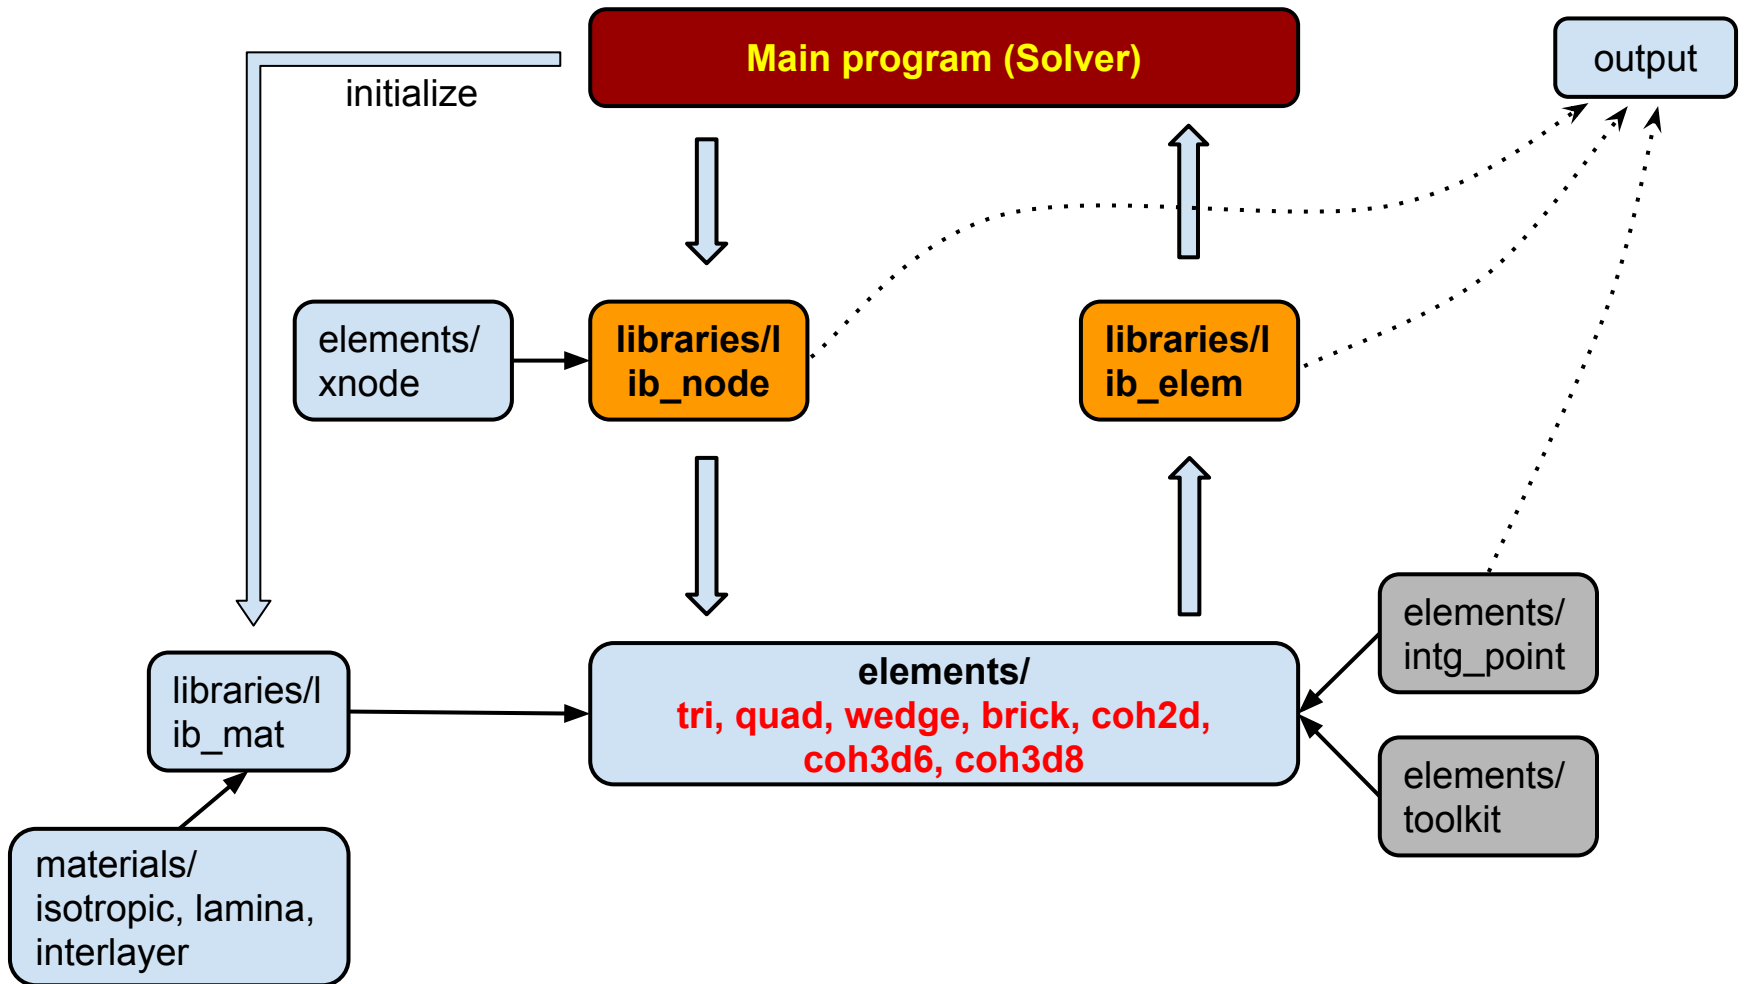 Main program (Solver)
output
initialize
elements/
xnode
libraries/l
ib_node
libraries/l
ib_elem
elements/
intg_point
libraries/l
ib_mat
elements/
tri, quad, wedge, brick, coh2d,
coh3d6, coh3d8
elements/
toolkit
materials/
isotropic, lamina,
interlayer